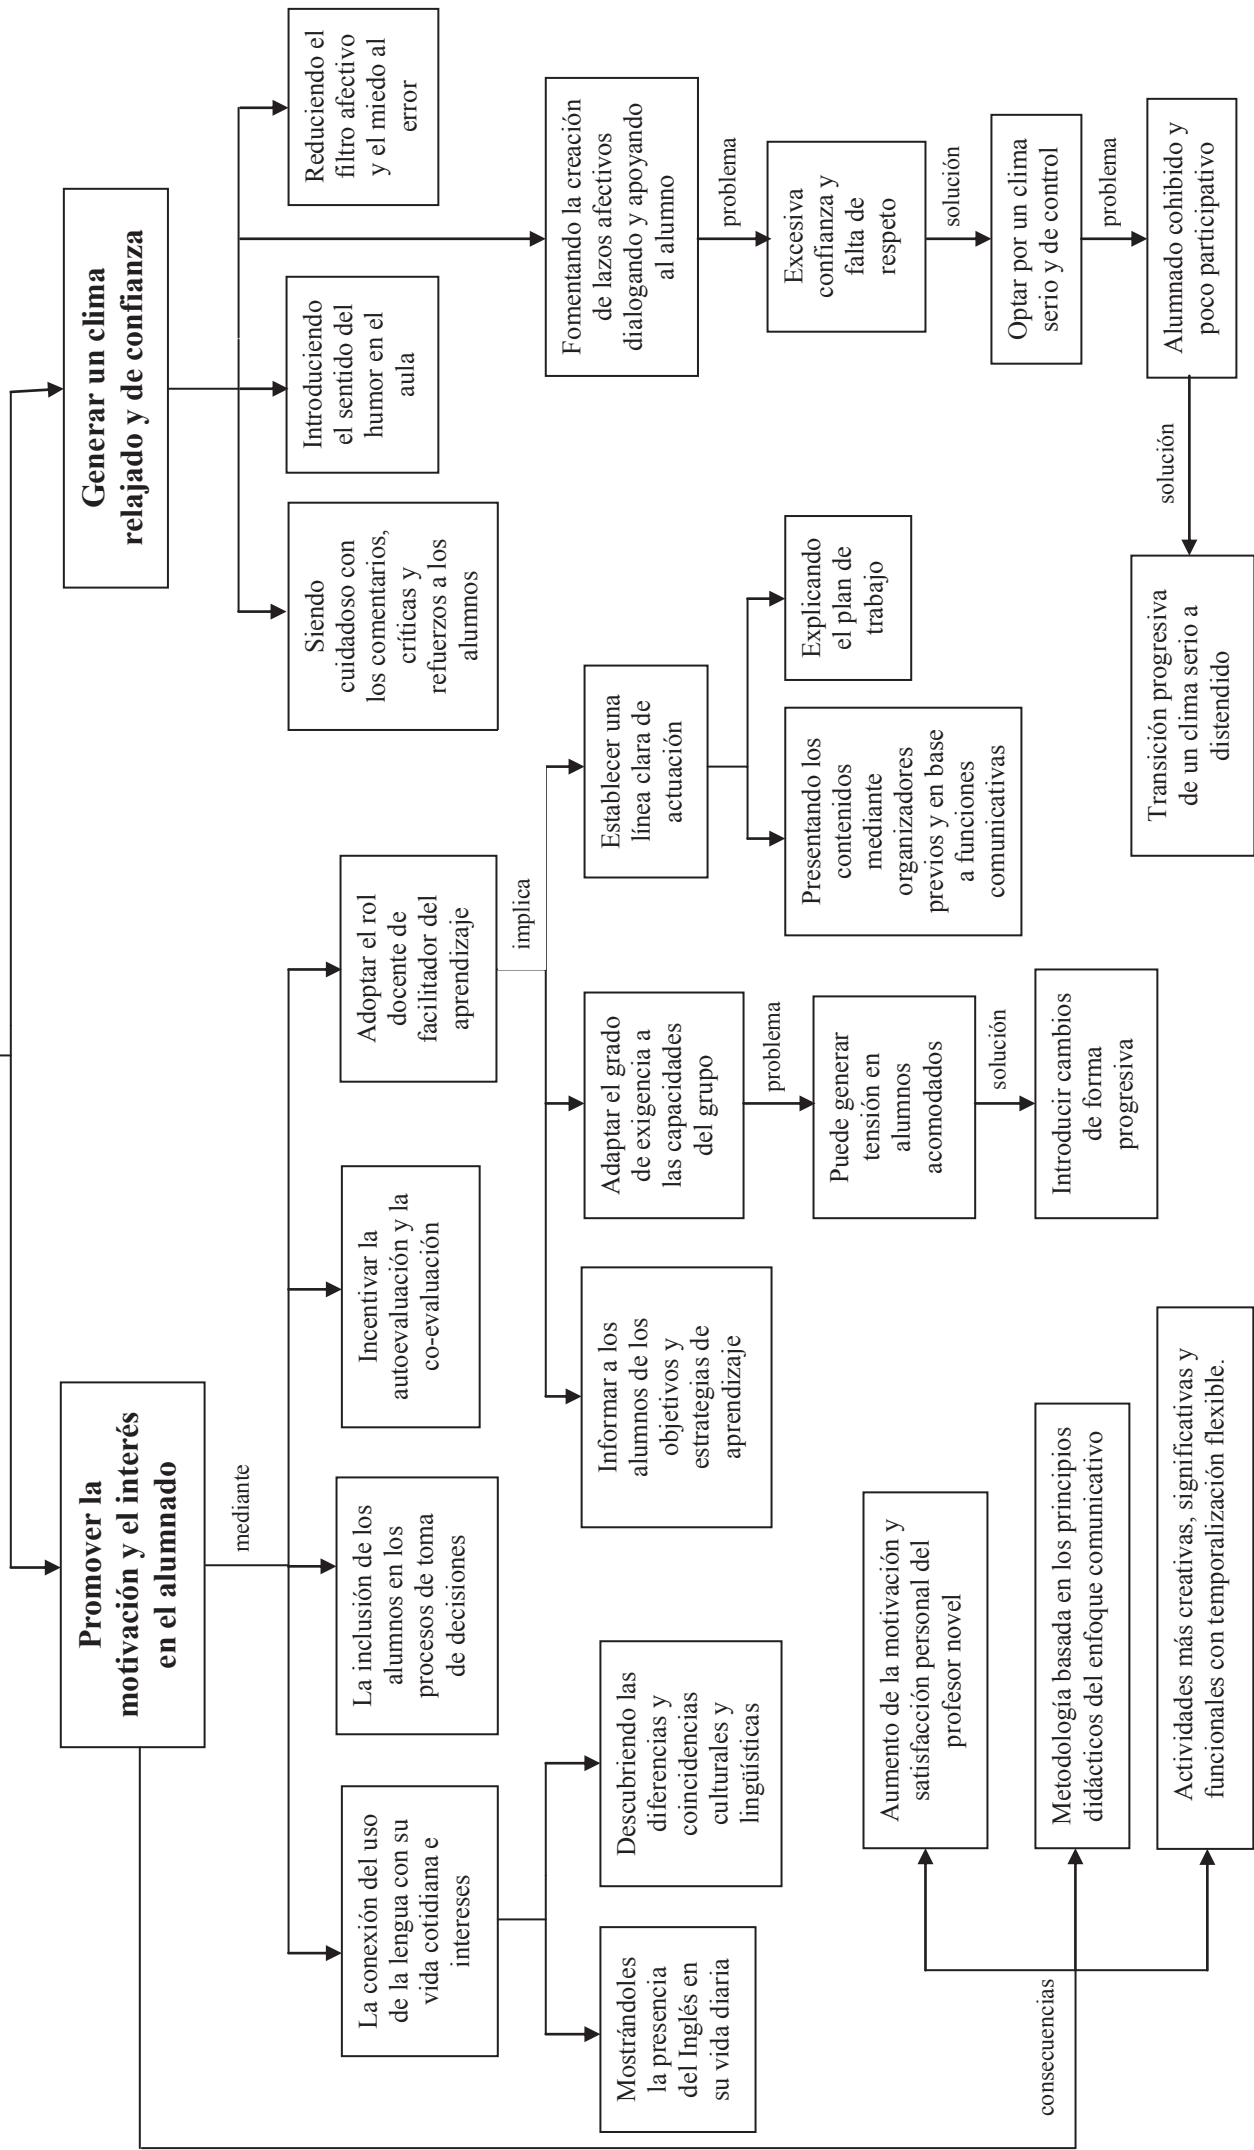 Promover la
motivación y el interés
en el alumnado
Generar un clima
relajado y de confianza
mediante
La conexión del uso
de la lengua con su
vida cotidiana e
intereses
La inclusión de los
alumnos en los
procesos de toma
de decisiones
Incentivar la
autoevaluación y la
co-evaluación
Adoptar el rol
docente de
facilitador del
aprendizaje
Siendo
cuidadoso con
los comentarios,
críticas y
refuerzos a los
alumnos
Introduciendo
el sentido del
humor en el
aula
Reduciendo el
filtro afectivo
y el miedo al
error
implica
Mostrándoles
la presencia
del Inglés en
su vida diaria
Descubriendo las
diferencias y
coincidencias
culturales y
lingüísticas
Informar a los
alumnos de los
objetivos y
estrategias de
aprendizaje
Adaptar el grado
de exigencia a
las capacidades
del grupo
Establecer una
línea clara de
actuación
Fomentando la creación
de lazos afectivos
dialogando y apoyando
al alumno
problema
problema
Puede generar
tensión en
alumnos
acomodados
Presentando los
contenidos
mediante
organizadores
previos y en base
a funciones
comunicativas
Explicando
el plan de
trabajo
Excesiva
confianza y
falta de
respeto
solución
solución
Aumento de la motivación y
satisfacción personal del
profesor novel
Introducir cambios
de forma
progresiva
Optar por un clima
serio y de control
problema
consecuencias
Metodología basada en los principios
didácticos del enfoque comunicativo
Actividades más creativas, significativas y
funcionales con temporalización flexible.
Transición progresiva
de un clima serio a
distendido
solución
Alumnado cohibido y
poco participativo